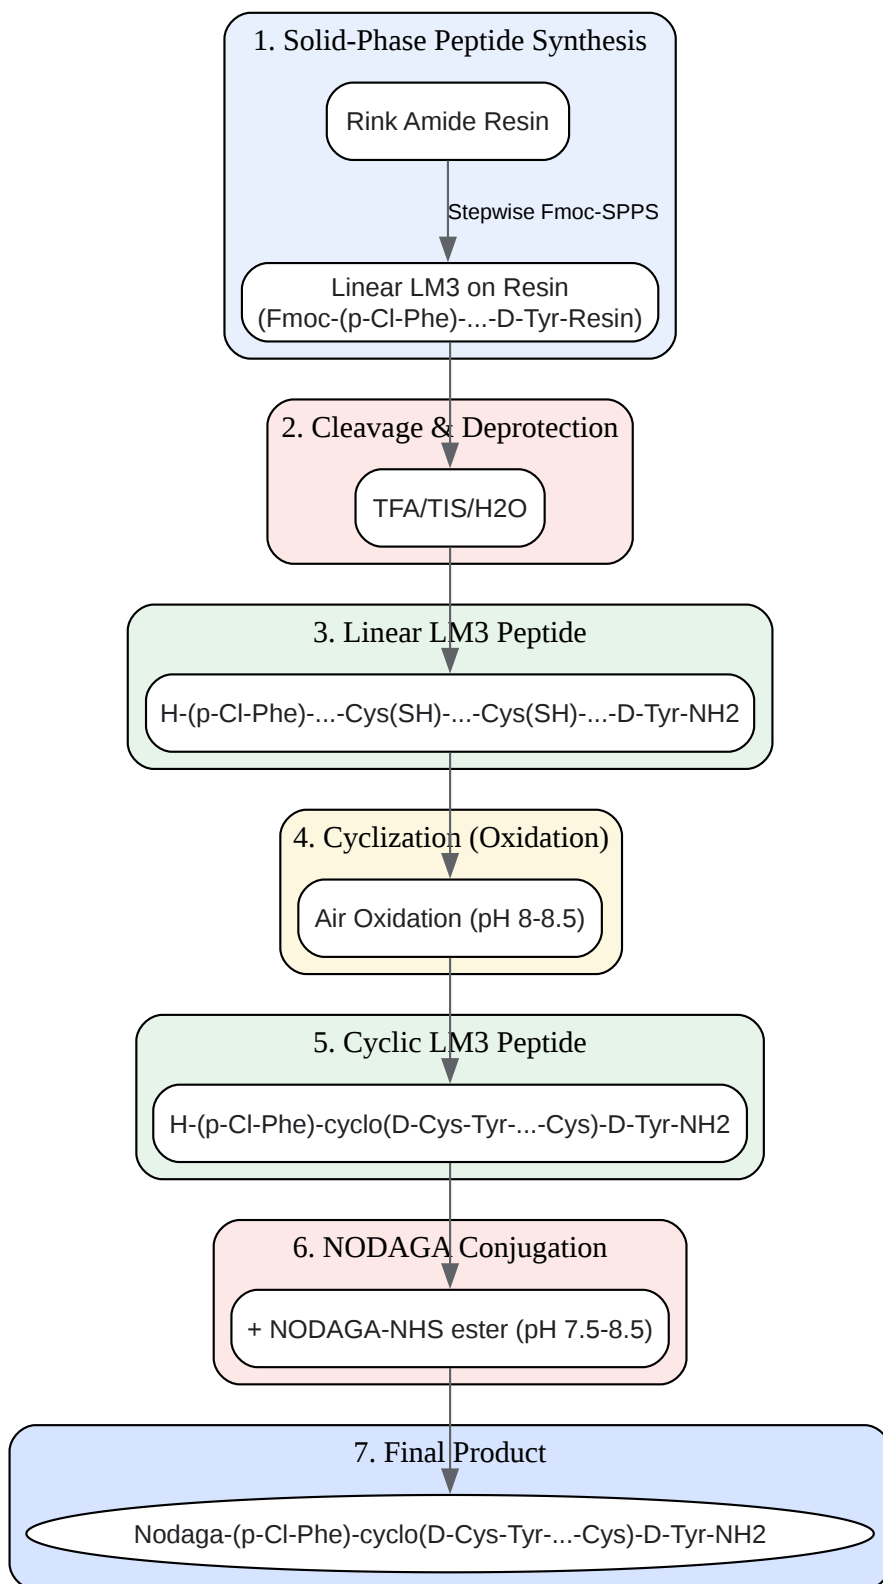 1. Solid-Phase Peptide Synthesis
Rink Amide Resin
Stepwise Fmoc-SPPS
Linear LM3 on Resin
(Fmoc-(p-Cl-Phe)-...-D-Tyr-Resin)
2. Cleavage & Deprotection
TFA/TIS/H2O
3. Linear LM3 Peptide
H-(p-Cl-Phe)-...-Cys(SH)-...-Cys(SH)-...-D-Tyr-NH2
4. Cyclization (Oxidation)
Air Oxidation (pH 8-8.5)
5. Cyclic LM3 Peptide
H-(p-Cl-Phe)-cyclo(D-Cys-Tyr-...-Cys)-D-Tyr-NH2
6. NODAGA Conjugation
+ NODAGA-NHS ester (pH 7.5-8.5)
7. Final Product
Nodaga-(p-Cl-Phe)-cyclo(D-Cys-Tyr-...-Cys)-D-Tyr-NH2